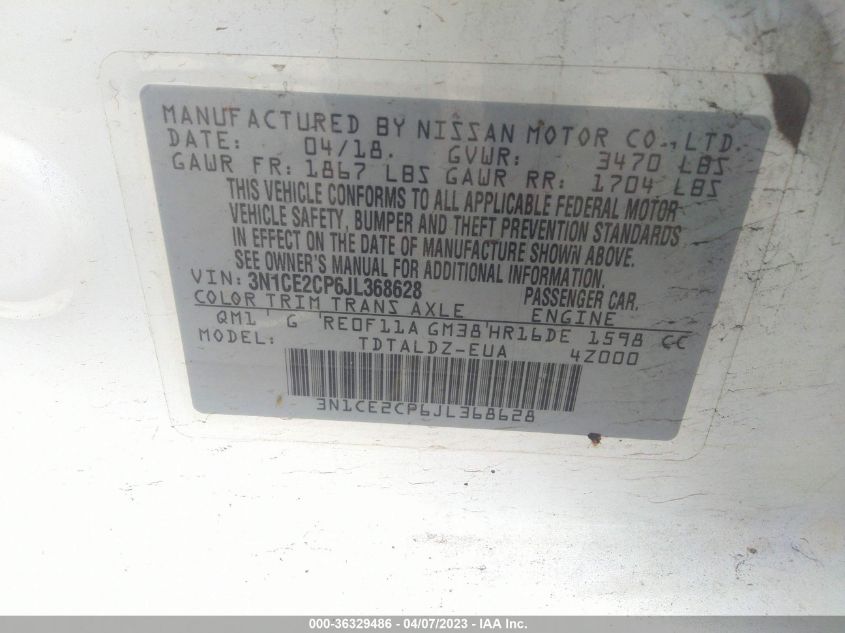 MANUFACTURED BY NISSAN MOTOR CO., LTD.
DATE: 04/18. GVWR: 3470 LBS
GAWR FR: 1867 LBS GAWR RR: 1704 LBS
THIS VEHICLE CONFORMS TO ALL APPLICABLE FEDERAL MOTOR
VEHICLE SAFETY, BUMPER AND THEFT PREVENTION STANDARDS
IN EFFECT ON THE DATE OF MANUFACTURE SHOWN ABOVE.
SEE OWNER'S MANUAL FOR ADDITIONAL INFORMATION.
VIN: 3N1CE2CP6JL368628 PASSENGER CAR.
COLOR TRIM TRANS AXLE ENGINE
QM1 ' G 'RE0F11A GM38'HR16DE 1598 CC
MODEL: TDTALDZ-EUA 4Z000
3N1CE2CP6JL368628
000-36329486 - 04/07/2023 - IAA Inc.